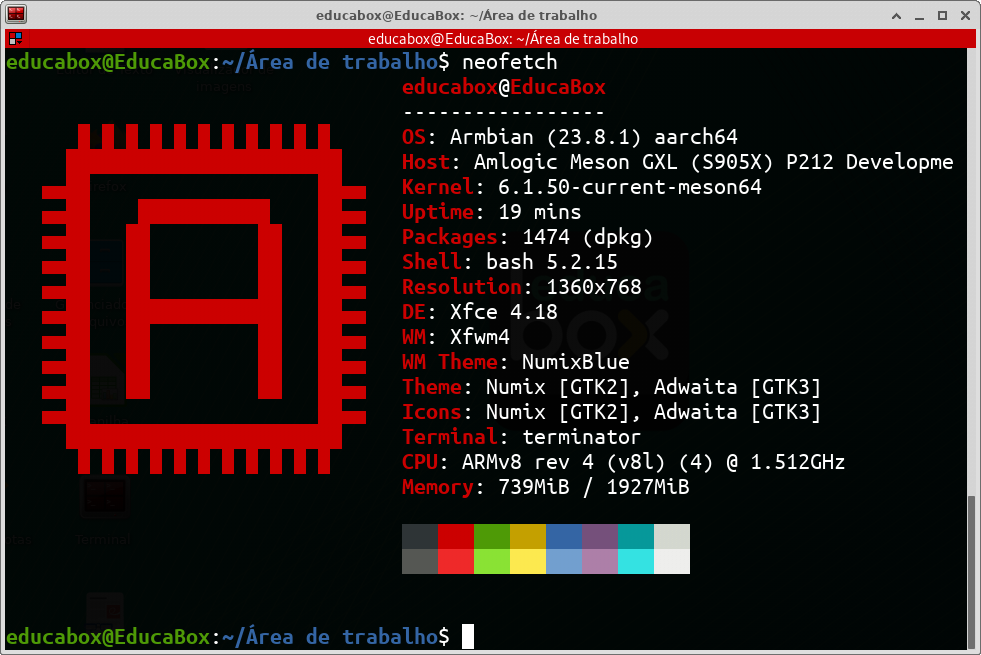 educabox@EducaBox: ~/Área de trabalho
educabox@EducaBox: ~/Área de trabalho
educabox@EducaBox:~/Área de trabalho$ neofetch
educabox@EducaBox
-----------------
OS: Armbian (23.8.1) aarch64
Host: Amlogic Meson GXL (S905X) P212 Developme
Kernel: 6.1.50-current-meson64
Uptime: 19 mins
Packages: 1474 (dpkg)
Shell: bash 5.2.15
Resolution: 1360x768
DE: Xfce 4.18
WM: Xfwm4
WM Theme: NumixBlue
Theme: Numix [GTK2], Adwaita [GTK3]
Icons: Numix [GTK2], Adwaita [GTK3]
Terminal: terminator
CPU: ARMv8 rev 4 (v8l) (4) @ 1.512GHz
Memory: 739MiB / 1927MiB
box
Terminal
educabox@EducaBox:~/Área de trabalho$